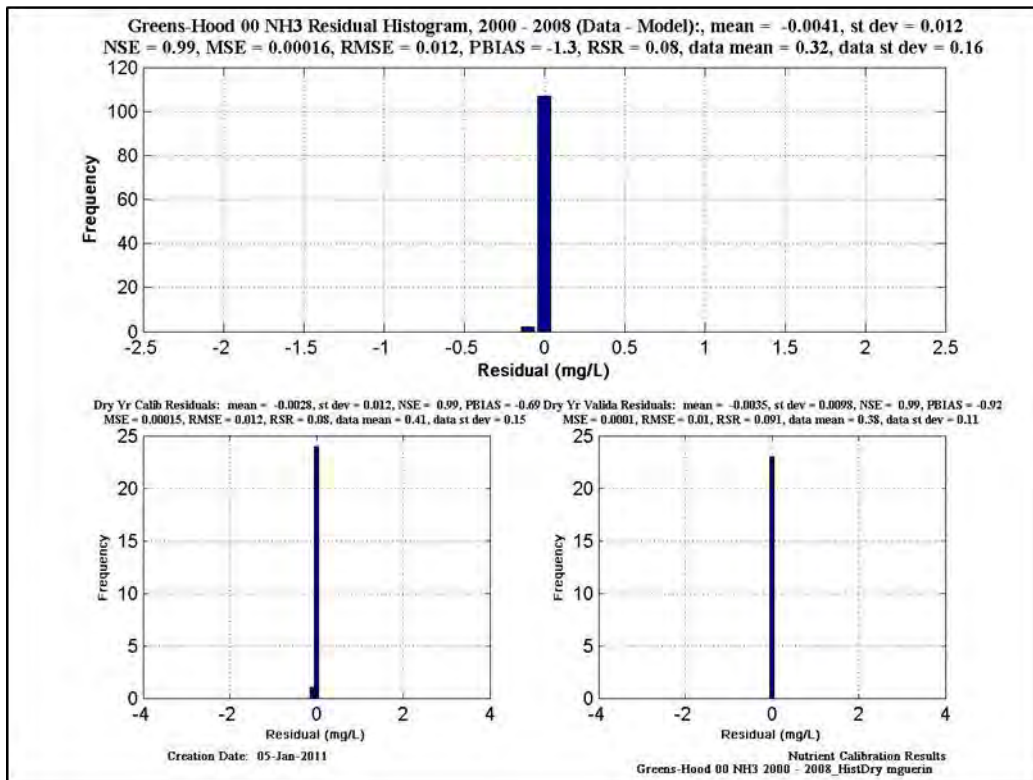 Greens-Hood 00 NH3 Residual Histogram, 2000 - 2008 (Data - Model):, mean = -0.0041, st dev = 0.012
NSE = 0.99, MSE = 0.00016, RMSE = 0.012, PBIAS = -1.3, RSR = 0.08, data mean = 0.32, data st dev = 0.16
120
100
80
60
40
20
0
Frequency
-2.5 -2 -1.5 -1 -0.5 0 0.5 1 1.5 2 2.5
Residual (mg/L)
Dry Yr Calib Residuals: mean = -0.0028, st dev = 0.012, NSE = 0.99, PBIAS = -0.69
MSE = 0.00015, RMSE = 0.012, RSR = 0.08, data mean = 0.41, data st dev = 0.15
25
20
15
10
5
0
Frequency
-4 -2 0 2 4
Residual (mg/L)
Dry Yr Valida Residuals: mean = -0.0035, st dev = 0.0098, NSE = 0.99, PBIAS = -0.92
MSE = 0.0001, RMSE = 0.01, RSR = 0.091, data mean = 0.38, data st dev = 0.11
25
20
15
10
5
0
Frequency
-4 -2 0 2 4
Residual (mg/L)
Creation Date: 05-Jan-2011
Nutrient Calibration Results
Greens-Hood 00 NH3 2000 - 2008_HistDry mguerin